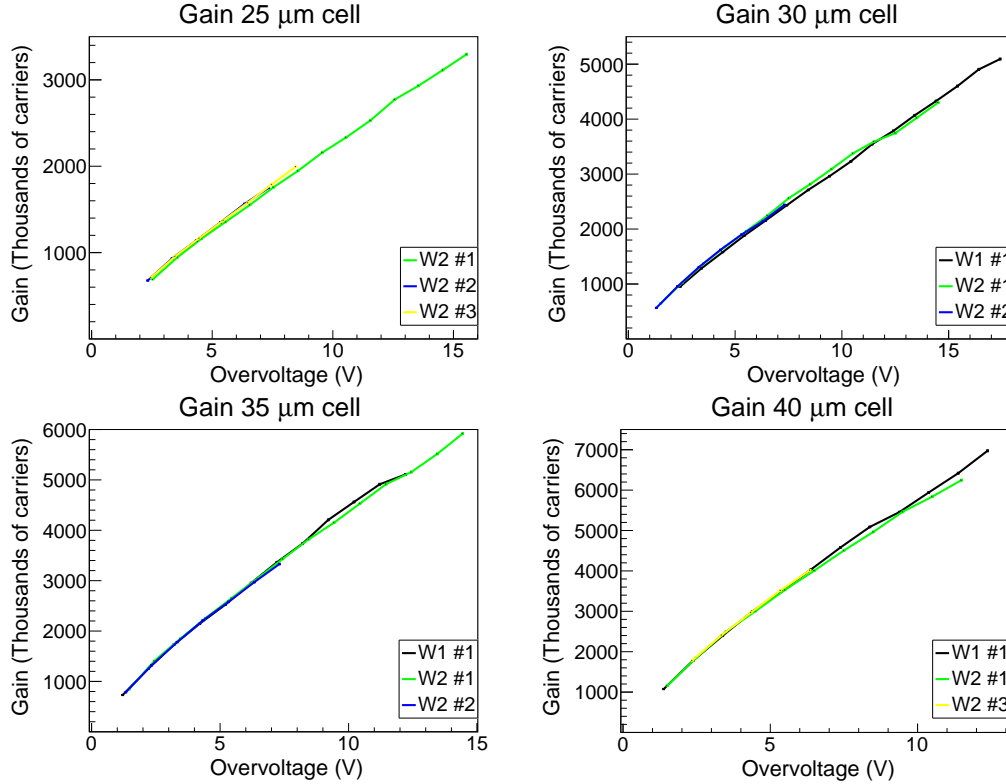 Gain 25 μm cell
Gain (Thousands of carriers)
3000
2000
1000
W2 #1
W2 #2
W2 #3
0 5 10 15
Overvoltage (V)
Gain 30 μm cell
Gain (Thousands of carriers)
5000
4000
3000
2000
1000
0
W1 #1
W2 #1
W2 #2
0 5 10 15
Overvoltage (V)
Gain 35 μm cell
Gain (Thousands of carriers)
6000
5000
4000
3000
2000
1000
W1 #1
W2 #1
W2 #2
0 5 10 15
Overvoltage (V)
Gain 40 μm cell
Gain (Thousands of carriers)
7000
6000
5000
4000
3000
2000
1000
W1 #1
W2 #1
W2 #3
0 5 10
Overvoltage (V)